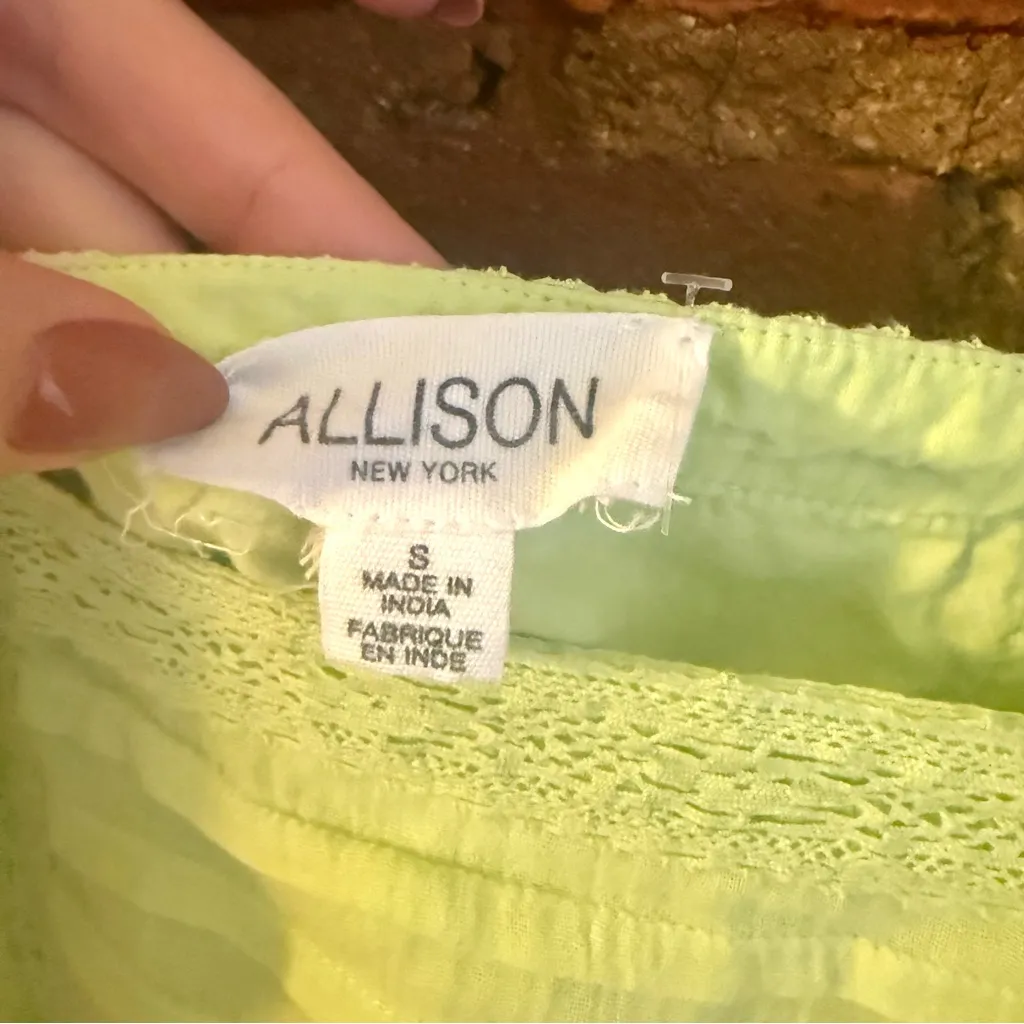 ALLISON
NEW YORK
S
MADE IN
INDIA
FABRIQUE
EN INDE